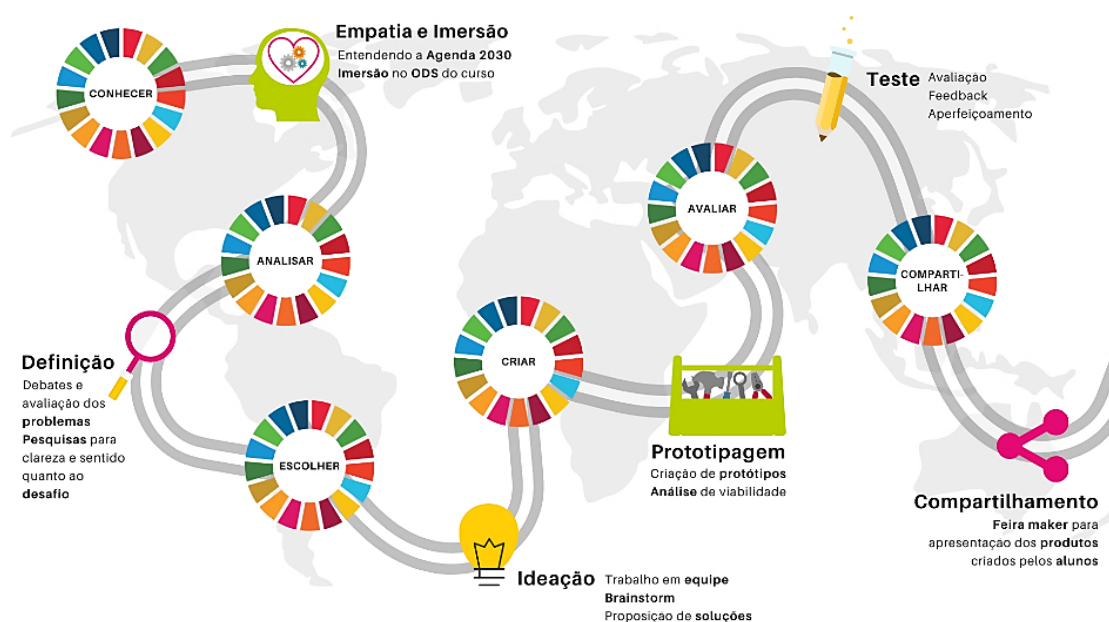 CONHECER
Empatia e Imersão
Entendendo a Agenda 2030
Imersão no ODS do curso
ANALISAR
Definição
Debates e
avaliação dos
problemas
Pesquisas para
clareza e sentido
quanto ao
desafio
ESCOLHER
Ideação
Trabalho em equipe
Brainstorm
Proposição de soluções
CRIAR
Prototipagem
Criação de protótipos
Análise de viabilidade
AVALIAR
Teste
Avaliação
Feedback
Aperfeiçoamento
COMPARTI-
LHAR
Compartilhamento
Feira maker para
apresentação dos produtos
criados pelos alunos